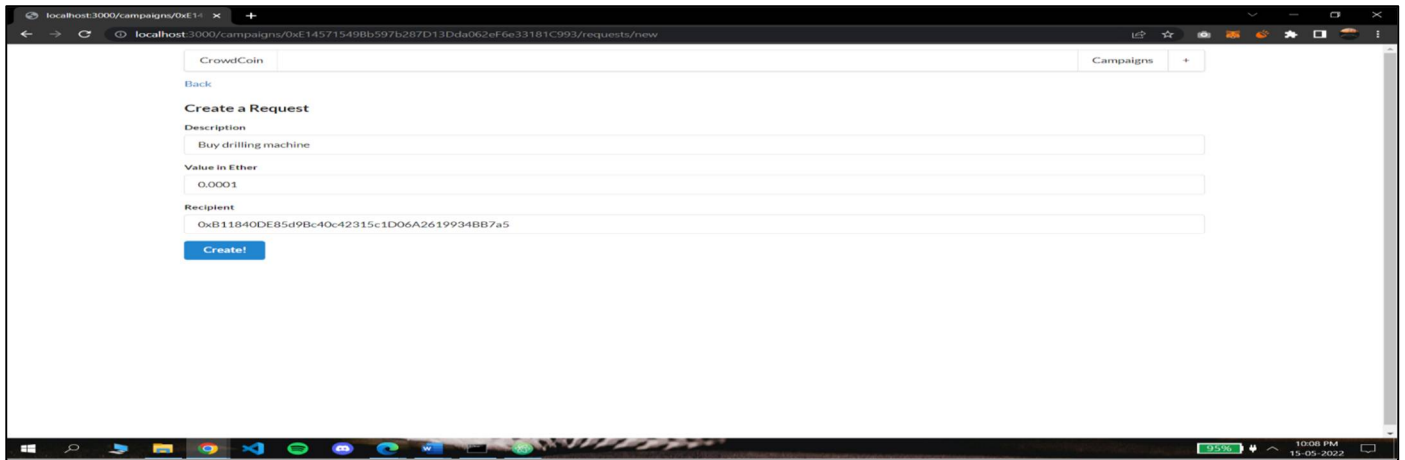 localhost:3000/campaigns/0xE14
localhost:3000/campaigns/0xE145715498b597b287D13Dda062eF6e33181C993/requests/new
CrowdCoin
Campaigns
+
Back
Create a Request
Description
Buy drilling machine
Value in Ether
0.0001
Recipient
0xB11840DE85d9Bc40c42315c1D06A2619934BB7a5
Create!
95%
10:08 PM
15-05-2022